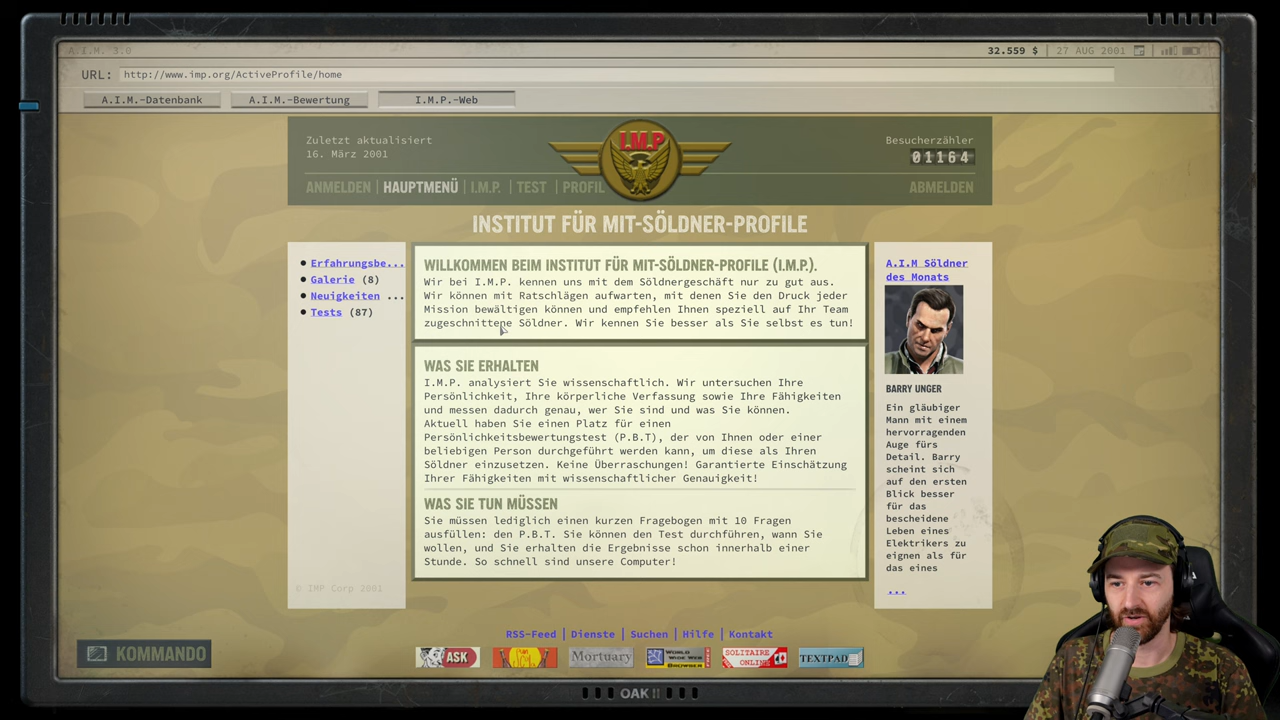 A.I.M. 3.0
32.559 $ | 27 AUG 2001
URL: http://www.imp.org/ActiveProfile/home
A.I.M.-Datenbank
A.I.M.-Bewertung
I.M.P.-Web
Zuletzt aktualisiert
16. März 2001
I.M.P
Besucherzähler
01164
ANMELDEN | HAUPTMENÜ | I.M.P. | TEST | PROFIL
ABMELDEN
INSTITUT FÜR MIT-SÖLDNER-PROFILE
Erfahrungsbe...
Galerie (8)
Neuigkeiten ...
Tests (87)
© IMP Corp 2001
WILLKOMMEN BEIM INSTITUT FÜR MIT-SÖLDNER-PROFILE (I.M.P.).
Wir bei I.M.P. kennen uns mit dem Söldnergeschäft nur zu gut aus.
Wir können mit Ratschlägen aufwarten, mit denen Sie den Druck jeder
Mission bewältigen können und empfehlen Ihnen speziell auf Ihr Team
zugeschnittene Söldner. Wir kennen Sie besser als Sie selbst es tun!
WAS SIE ERHALTEN
I.M.P. analysiert Sie wissenschaftlich. Wir untersuchen Ihre
Persönlichkeit, Ihre körperliche Verfassung sowie Ihre Fähigkeiten
und messen dadurch genau, wer Sie sind und was Sie können.
Aktuell haben Sie einen Platz für einen
Persönlichkeitsbewertungstest (P.B.T), der von Ihnen oder einer
beliebigen Person durchgeführt werden kann, um diese als Ihren
Söldner einzusetzen. Keine Überraschungen! Garantierte Einschätzung
Ihrer Fähigkeiten mit wissenschaftlicher Genauigkeit!
WAS SIE TUN MÜSSEN
Sie müssen lediglich einen kurzen Fragebogen mit 10 Fragen
ausfüllen: den P.B.T. Sie können den Test durchführen, wann Sie
wollen, und Sie erhalten die Ergebnisse schon innerhalb einer
Stunde. So schnell sind unsere Computer!
A.I.M Söldner
des Monats
BARRY UNGER
Ein gläubiger
Mann mit einem
hervorragenden
Auge fürs
Detail. Barry
scheint sich
auf den ersten
Blick besser
für das
bescheidene
Leben eines
Elektrikers zu
eignen als für
das eines
...
RSS-Feed | Dienste | Suchen | Hilfe | Kontakt
ASK
Mortuary
WORLD WIDE WEB BROWSER FREE
SOLITAIRE ONLINE
TEXTPAD
KOMMANDO
OAK